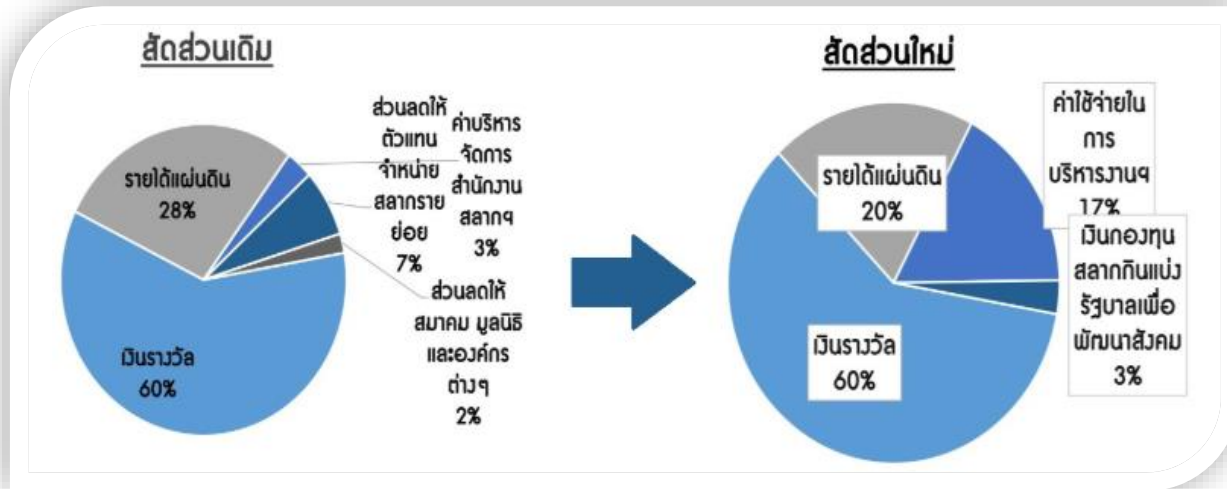 สัดส่วนเดิม
รายได้แผ่นดิน
28%
ส่วนลดให้
ตัวแทน
จำหน่าย
สลากราย
ย่อย
7%
ค่าบริหาร
จัดการ
สำนักงาน
สลากฯ
3%
ส่วนลดให้
สมาคม มูลนิธิ
และองค์กร
ต่างๆ
2%
เงินรางวัล
60%
สัดส่วนใหม่
รายได้แผ่นดิน
20%
ค่าใช้จ่ายใน
การ
บริหารงานฯ
17%
เงินกองทุน
สลากกินแบ่ง
รัฐบาลเพื่อ
พัฒนาสังคม
3%
เงินรางวัล
60%